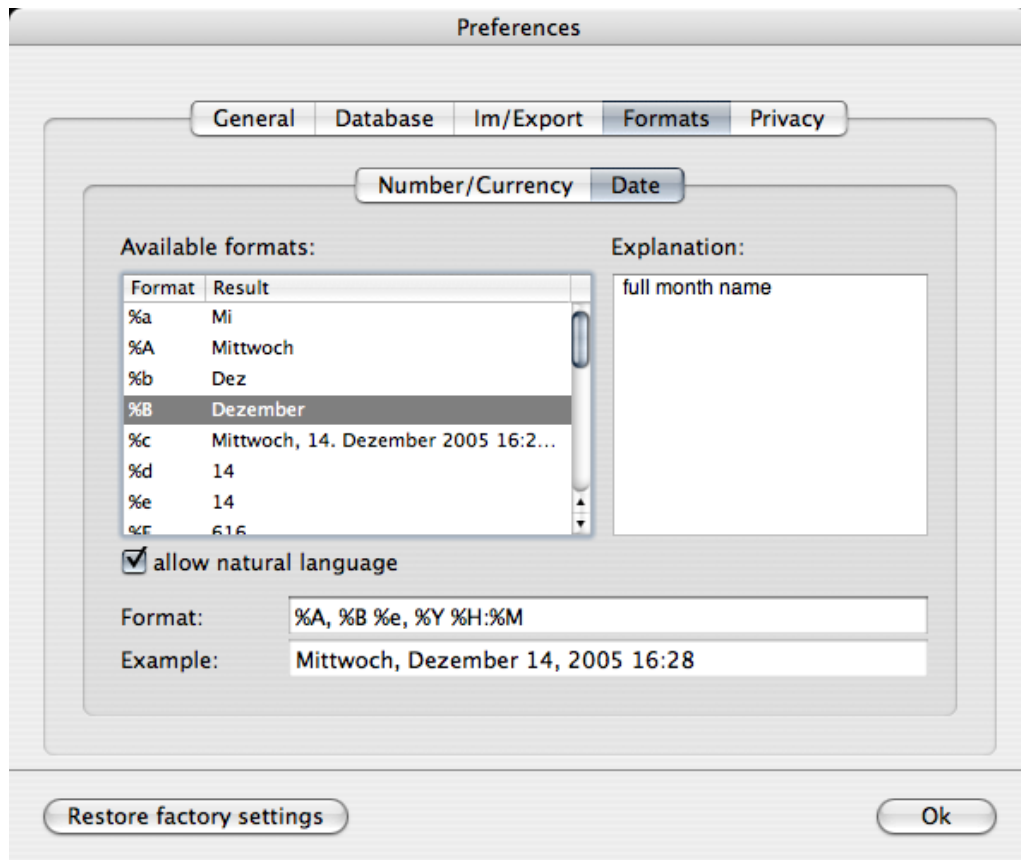 Preferences
General Database Im/Export Formats Privacy
Number/Currency Date
Available formats: Explanation:
Format Result full month name
%a Mi
%A Mittwoch
%b Dez
%B Dezember
%c Mittwoch, 14. Dezember 2005 16:2...
%d 14
%e 14
%F 616
allow natural language
Format: %A, %B %e, %Y %H:%M
Example: Mittwoch, Dezember 14, 2005 16:28
Restore factory settings Ok